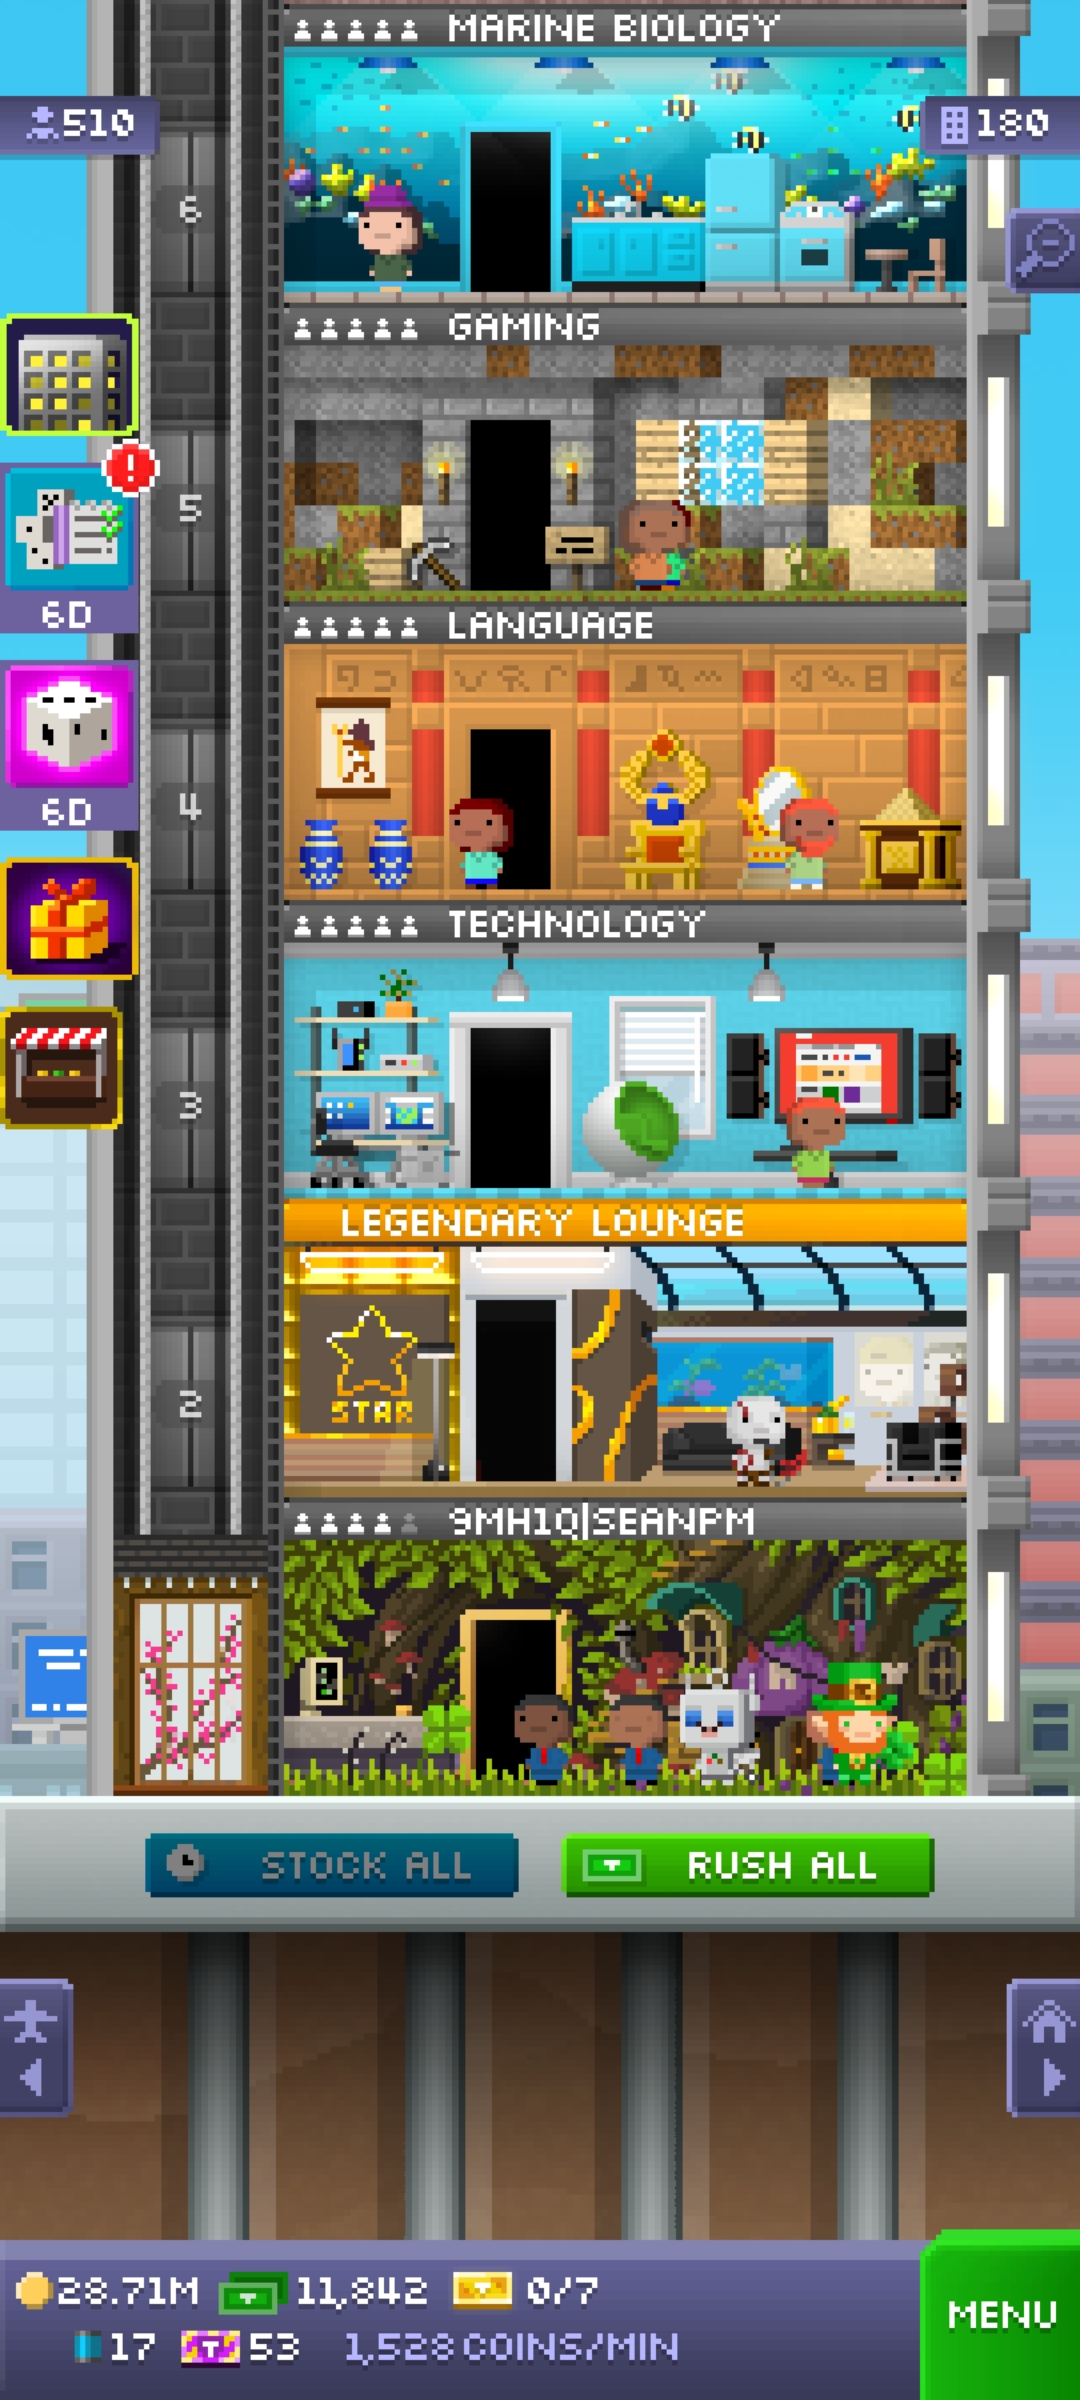 MARINE BIOLOGY
510
180
6
GAMING
5
6D
LANGUAGE
4
6D
TECHNOLOGY
3
LEGENDARY LOUNGE
STAR
2
9MH1Q|SEANPM
STOCK ALL
RUSH ALL
28.71M 11,842 0/7
MENU
17 53 1,528 COINS/MIN